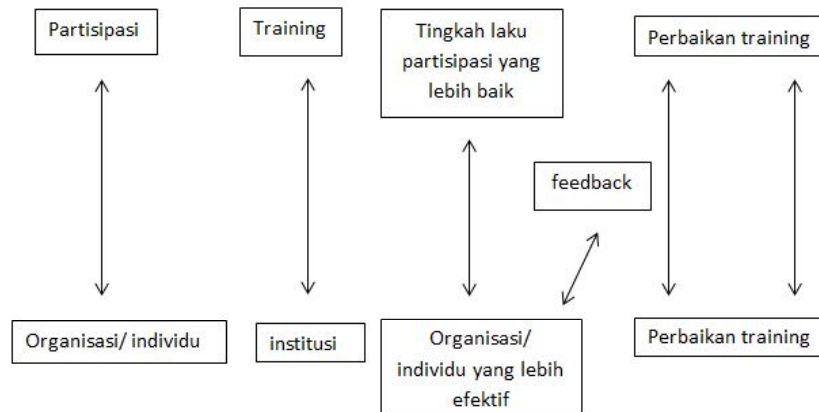 Partisipasi
Training
Tingkah laku
partisipasi yang
lebih baik
Perbaikan training
feedback
Organisasi/ individu
institusi
Organisasi/
individu yang lebih
efektif
Perbaikan training